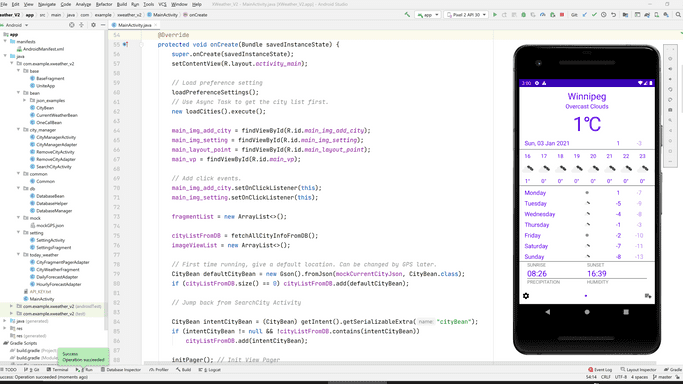 File Edit View Navigate Code Analyze Refactor Build Run Tools VCS Window Help
app src main java com example xweather_v2 MainActivity onCreate
app Pixel 2 API 30
Android
MainActivity.java
app
manifests
AndroidManifest.xml
java
com.example.xweather_v2
base
BaseFragment
UniteApp
bean
json_examples
CityBean
CurrentWeatherBean
OneCallBean
city_manager
CityManagerActivity
CityManagerAdapter
RemoveCityActivity
RemoveCityAdapter
SearchCityActivity
common
Common
db
DatabaseBean
DatabaseHelper
DatabaseManager
mock
mockGPS.json
setting
SettingActivity
SettingsFragment
today_weather
CityFragmentPagerAdapter
CityWeatherFragment
DailyForecastAdapter
HourlyForecastAdapter
API_KEY.txt
MainActivity
com.example.xweather_v2 (androidTest)
com.example.xweather_v2 (test)
java (generated)
res
res (generated)
Gradle Scripts
build.gradle
build.gradle
Success
Operation succeeded
54 @Override
55 protected void onCreate(Bundle savedInstanceState) {
56 super.onCreate(savedInstanceState);
57 setContentView(R.layout.activity_main);
58
59 // Load preference setting
60 loadPreferenceSettings();
61 // Use Async Task to get the city list first.
62 new loadCities().execute();
63
64 main_img_add_city = findViewById(R.id.main_img_add_city);
65 main_img_setting = findViewById(R.id.main_img_setting);
66 main_layout_point = findViewById(R.id.main_layout_point);
67 main_vp = findViewById(R.id.main_vp);
68
69 // Add click events.
70 main_img_add_city.setOnClickListener(this);
71 main_img_setting.setOnClickListener(this);
72
73 fragmentList = new ArrayList<>();
74
75 cityListFromDB = fetchAllCityInfoFromDB();
76 imageViewList = new ArrayList<>();
77
78 // First time running, give a default location. Can be changed by GPS later.
79 CityBean defaultCityBean = new Gson().fromJson(mockCurrentCityJson, CityBean.class);
80 if (cityListFromDB.size() == 0) cityListFromDB.add(defaultCityBean);
81
82 // Jump back from SearchCity Activity
83
84 CityBean intentCityBean = (CityBean) getIntent().getSerializableExtra( name: "cityBean");
85 if (intentCityBean != null && !cityListFromDB.contains(intentCityBean))
86 cityListFromDB.add(intentCityBean);
87
88 initPager(); // Init View Pager
3:00
Winnipeg
Overcast Clouds
1℃
Sun, 03 Jan 2021 1 -3
16 17 18 19 20 21 22 23
1° 0° 0° 0° 0° 0° 0° 0°
Monday 1 -7
Tuesday -5 -9
Wednesday -4 -8
Thursday -1 -3
Friday -2 -10
Saturday -7 -11
Sunday -8 -13
SUNRISE SUNSET
08:26 16:39
PRECIPITATION HUMIDITY
TODO Git Terminal Build Database Inspector Profiler Run Logcat Event Log Layout Inspector
Success: Operation succeeded (moments ago) 54:14 CRLF UTF-8 4 spaces master